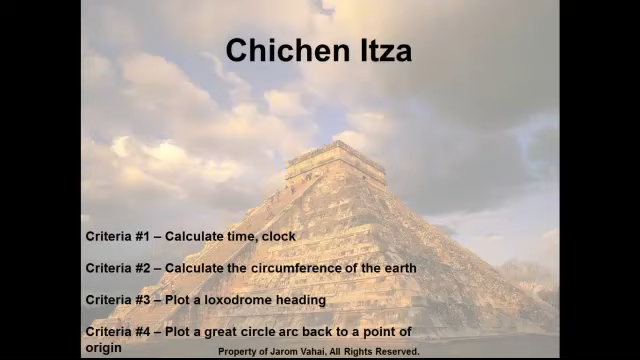 Chichen Itza
Criteria #1 – Calculate time, clock
Criteria #2 – Calculate the circumference of the earth
Criteria #3 – Plot a loxodrome heading
Criteria #4 – Plot a great circle arc back to a point of
origin
Property of Jarom Vahai, All Rights Reserved.